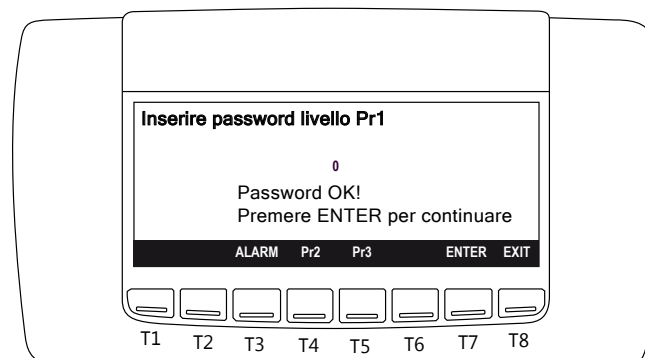 Inserire password livello Pr1
0
Password OK!
Premere ENTER per continuare
ALARM Pr2 Pr3 ENTER EXIT
T1 T2 T3 T4 T5 T6 T7 T8